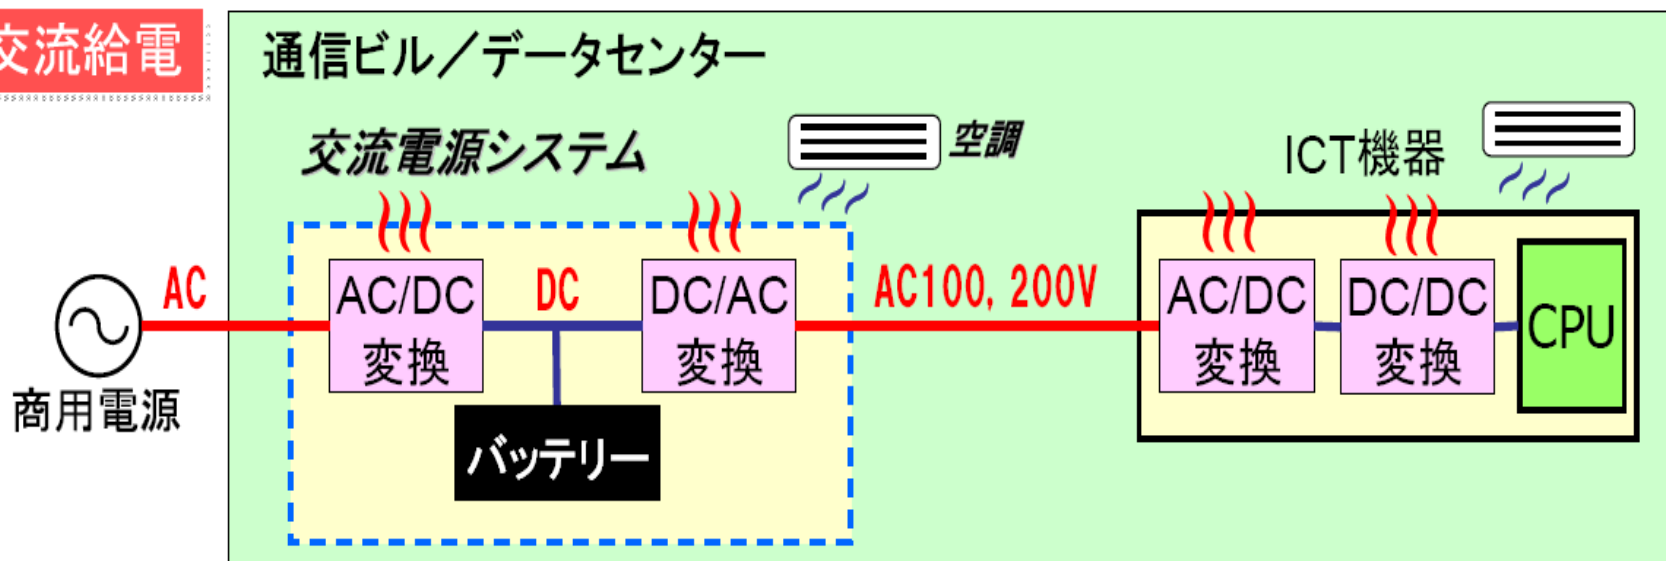 交流給電
通信ビル／データセンター
交流電源システム
空調
ICT機器
AC
AC/DC
変換
DC
DC/AC
変換
AC100, 200V
AC/DC
変換
DC/DC
変換
CPU
商用電源
バッテリー